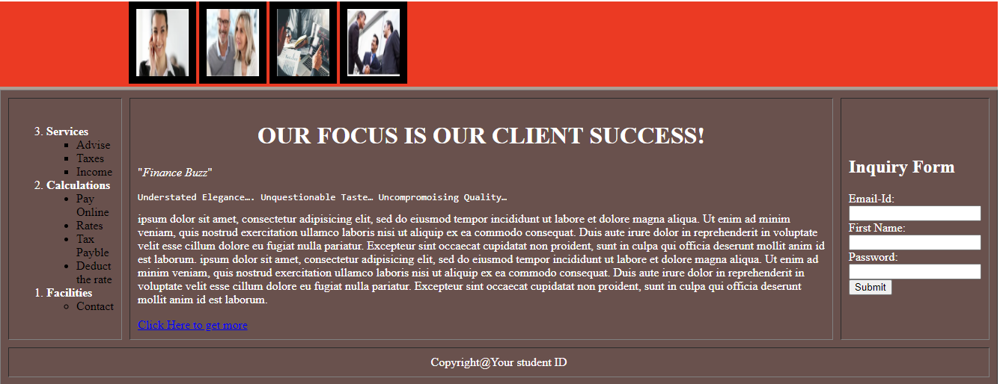 3. Services
Advise
Taxes
Income
2. Calculations
Pay
Online
Rates
Tax
Payble
Deduct
the rate
1. Facilities
Contact
OUR FOCUS IS OUR CLIENT SUCCESS!
"Finance Buzz"
Understated Elegance…. Unquestionable Taste… Uncompromoising Quality…
ipsum dolor sit amet, consectetur adipisicing elit, sed do eiusmod tempor incididunt ut labore et dolore magna aliqua. Ut enim ad minim
veniam, quis nostrud exercitation ullamco laboris nisi ut aliquip ex ea commodo consequat. Duis aute irure dolor in reprehenderit in voluptate
velit esse cillum dolore eu fugiat nulla pariatur. Excepteur sint occaecat cupidatat non proident, sunt in culpa qui officia deserunt mollit anim id
est laborum. ipsum dolor sit amet, consectetur adipisicing elit, sed do eiusmod tempor incididunt ut labore et dolore magna aliqua. Ut enim ad
minim veniam, quis nostrud exercitation ullamco laboris nisi ut aliquip ex ea commodo consequat. Duis aute irure dolor in reprehenderit in
voluptate velit esse cillum dolore eu fugiat nulla pariatur. Excepteur sint occaecat cupidatat non proident, sunt in culpa qui officia deserunt
mollit anim id est laborum.
Click Here to get more
Inquiry Form
Email-Id:
First Name:
Password:
Submit
Copyright@Your student ID